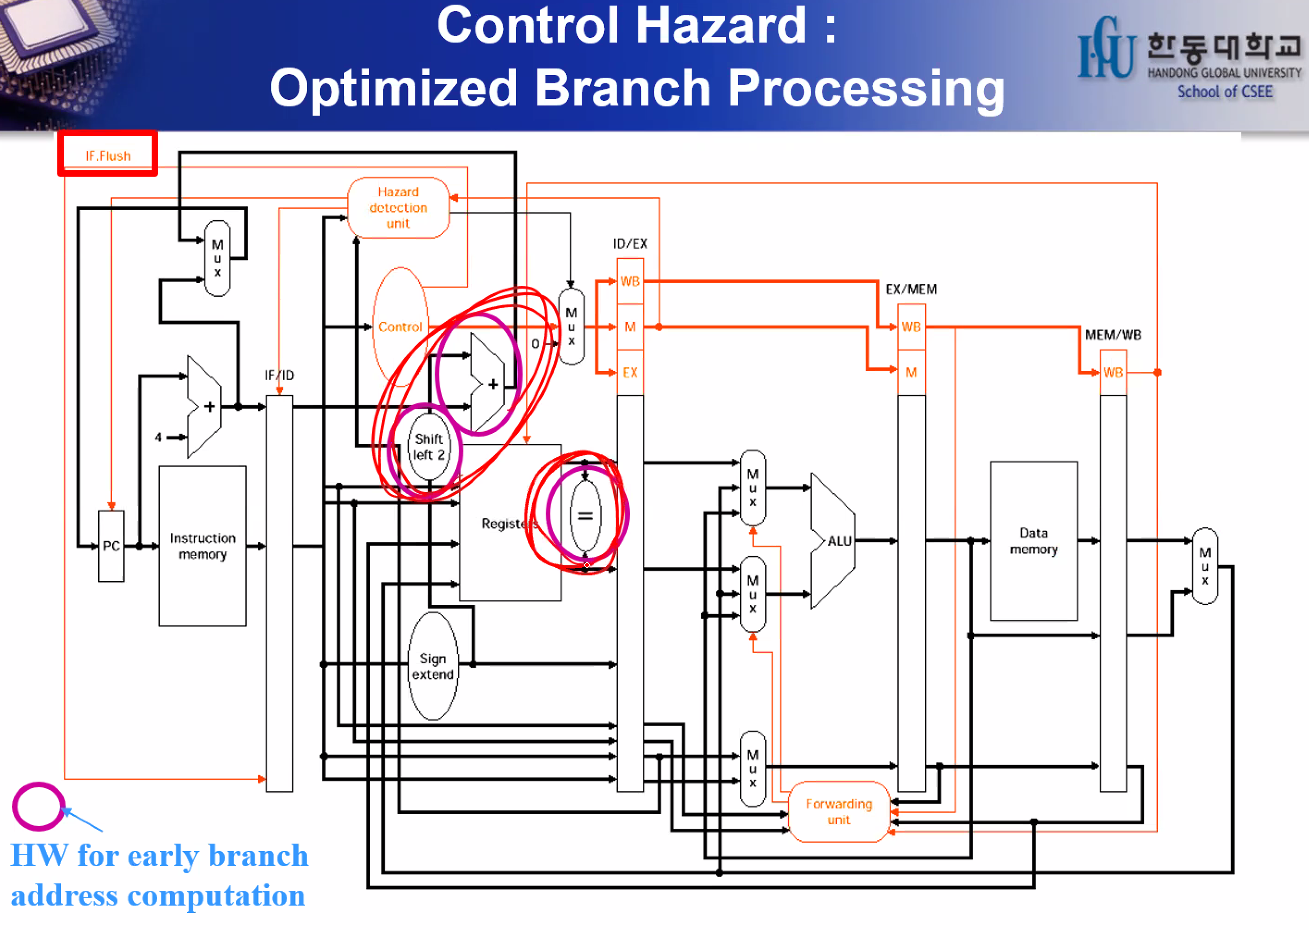 Control Hazard :
Optimized Branch Processing
한동대학교
HANDONG GLOBAL UNIVERSITY
School of CSEE
IF.Flush
Hazard
detection
unit
M
u
x
ID/EX
WB
M
EX
Control
M
u
x
0
EX/MEM
WB
M
MEM/WB
WB
IF/ID
+
4
+
Shift
left 2
PC
Instruction
memory
Registers
=
M
u
x
M
u
x
ALU
Data
memory
M
u
x
Sign
extend
M
u
x
Forwarding
unit
HW for early branch
address computation